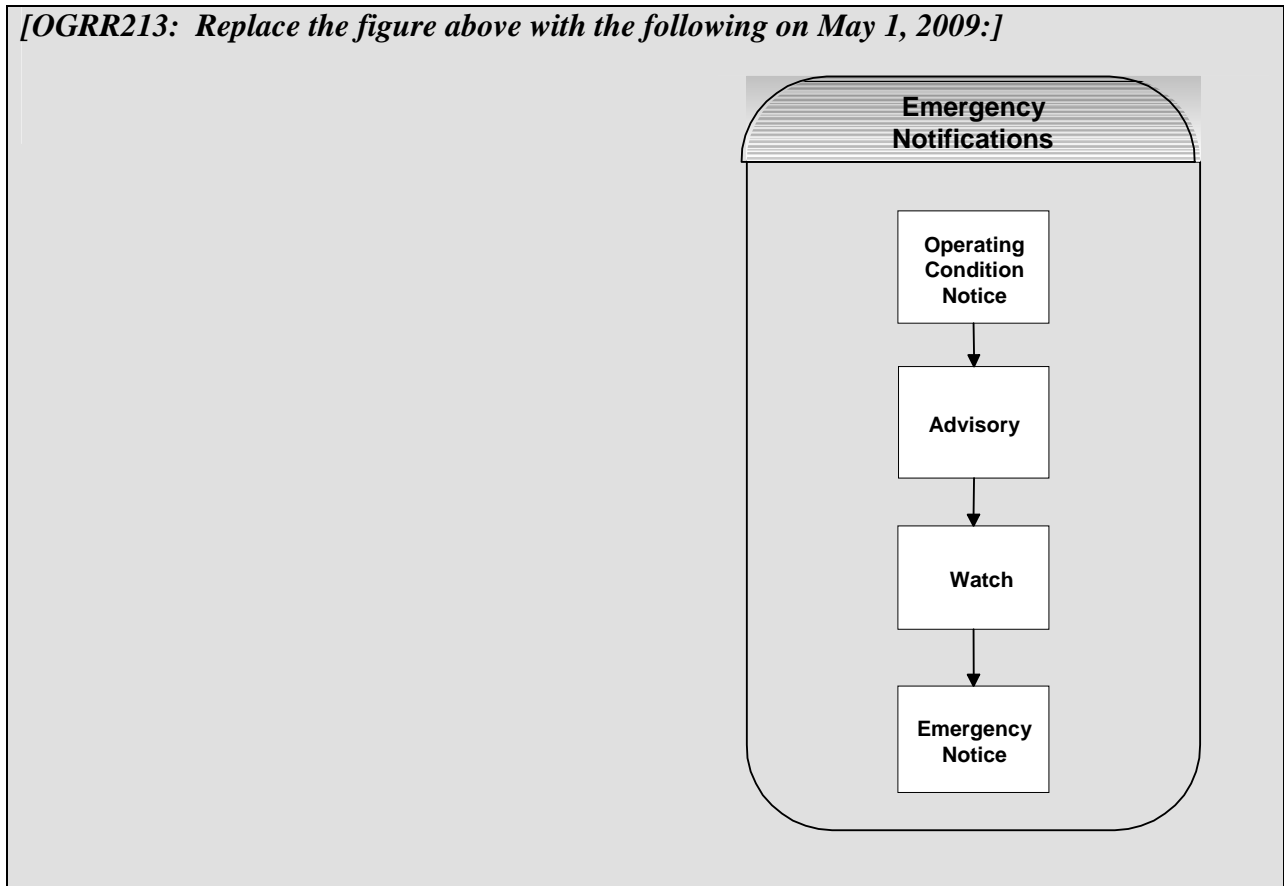 [OGRR213: Replace the figure above with the following on May 1, 2009:]
Emergency
Notifications
Operating
Condition
Notice
Advisory
Watch
Emergency
Notice